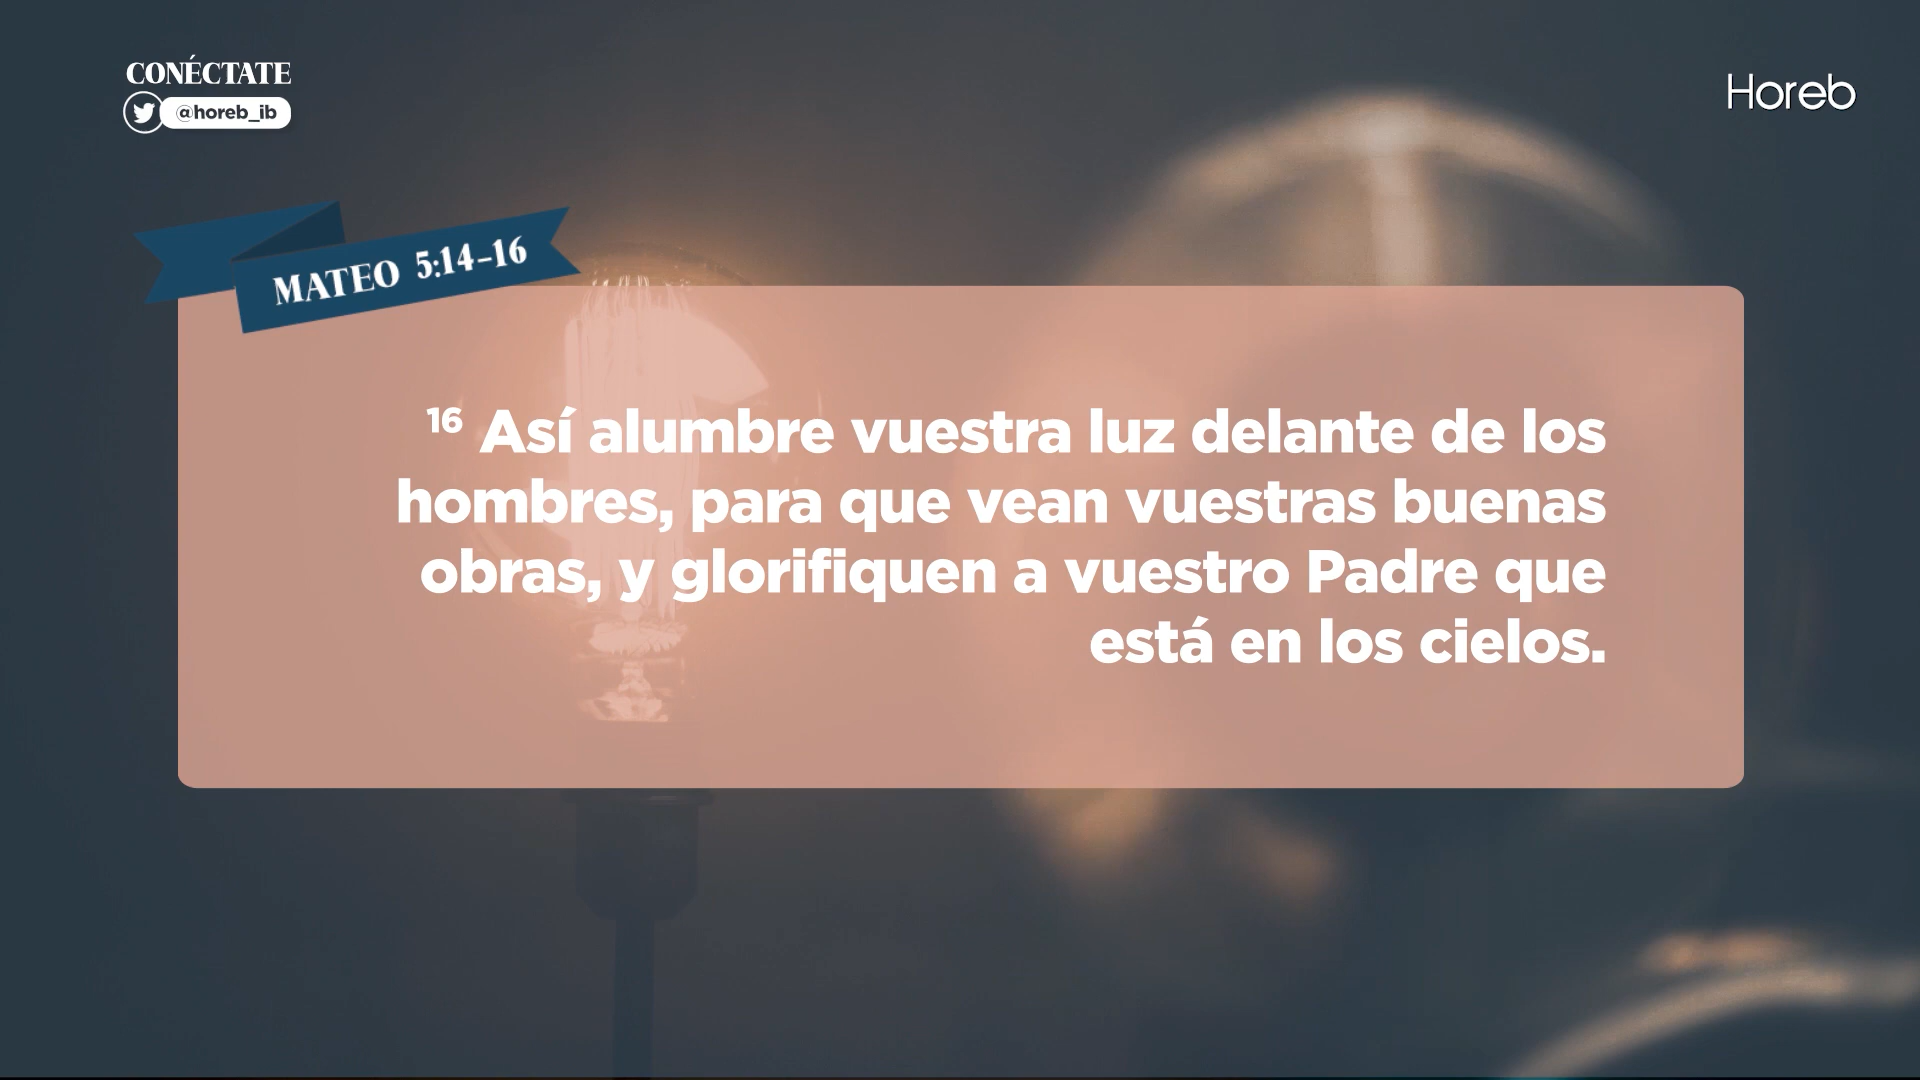 CONÉCTATE
@horeb_ib
Horeb
MATEO 5:14-16
16 Así alumbre vuestra luz delante de los
hombres, para que vean vuestras buenas
obras, y glorifiquen a vuestro Padre que
está en los cielos.